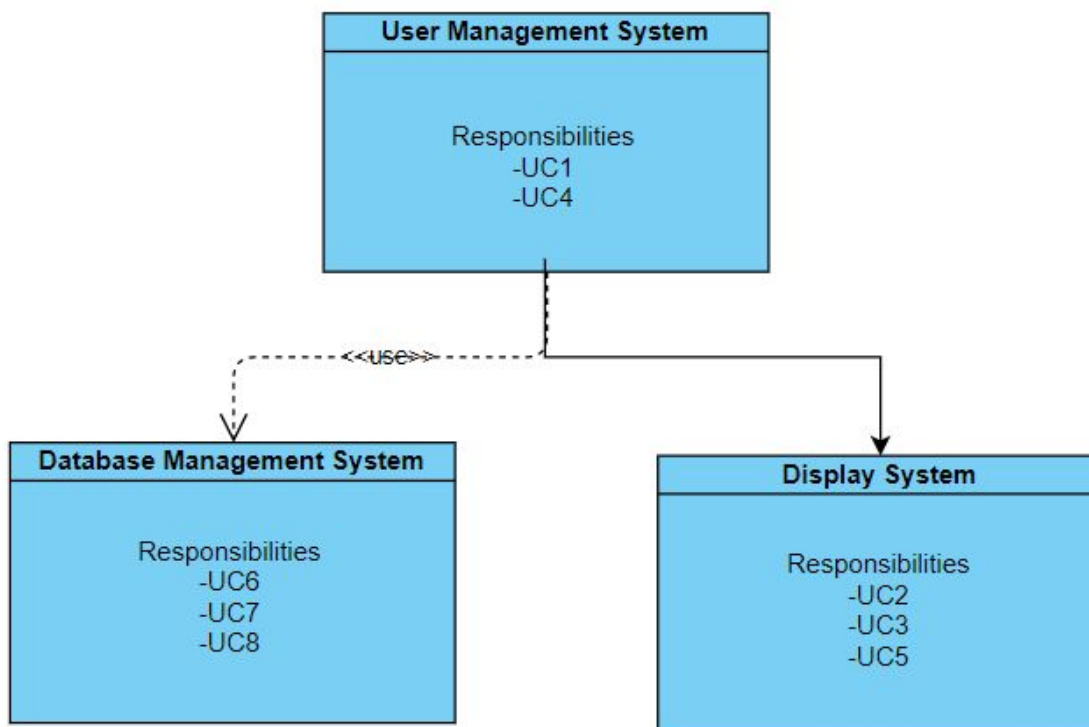 User Management System
Responsibilities
-UC1
-UC4
<<use>>
Database Management System
Responsibilities
-UC6
-UC7
-UC8
Display System
Responsibilities
-UC2
-UC3
-UC5